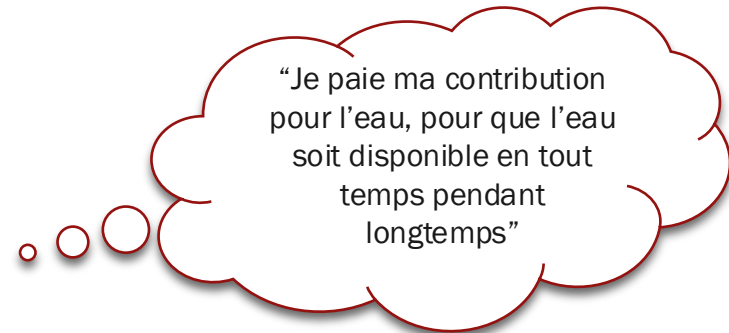 “Je paie ma contribution
pour l’eau, pour que l’eau
soit disponible en tout
temps pendant
longtemps”